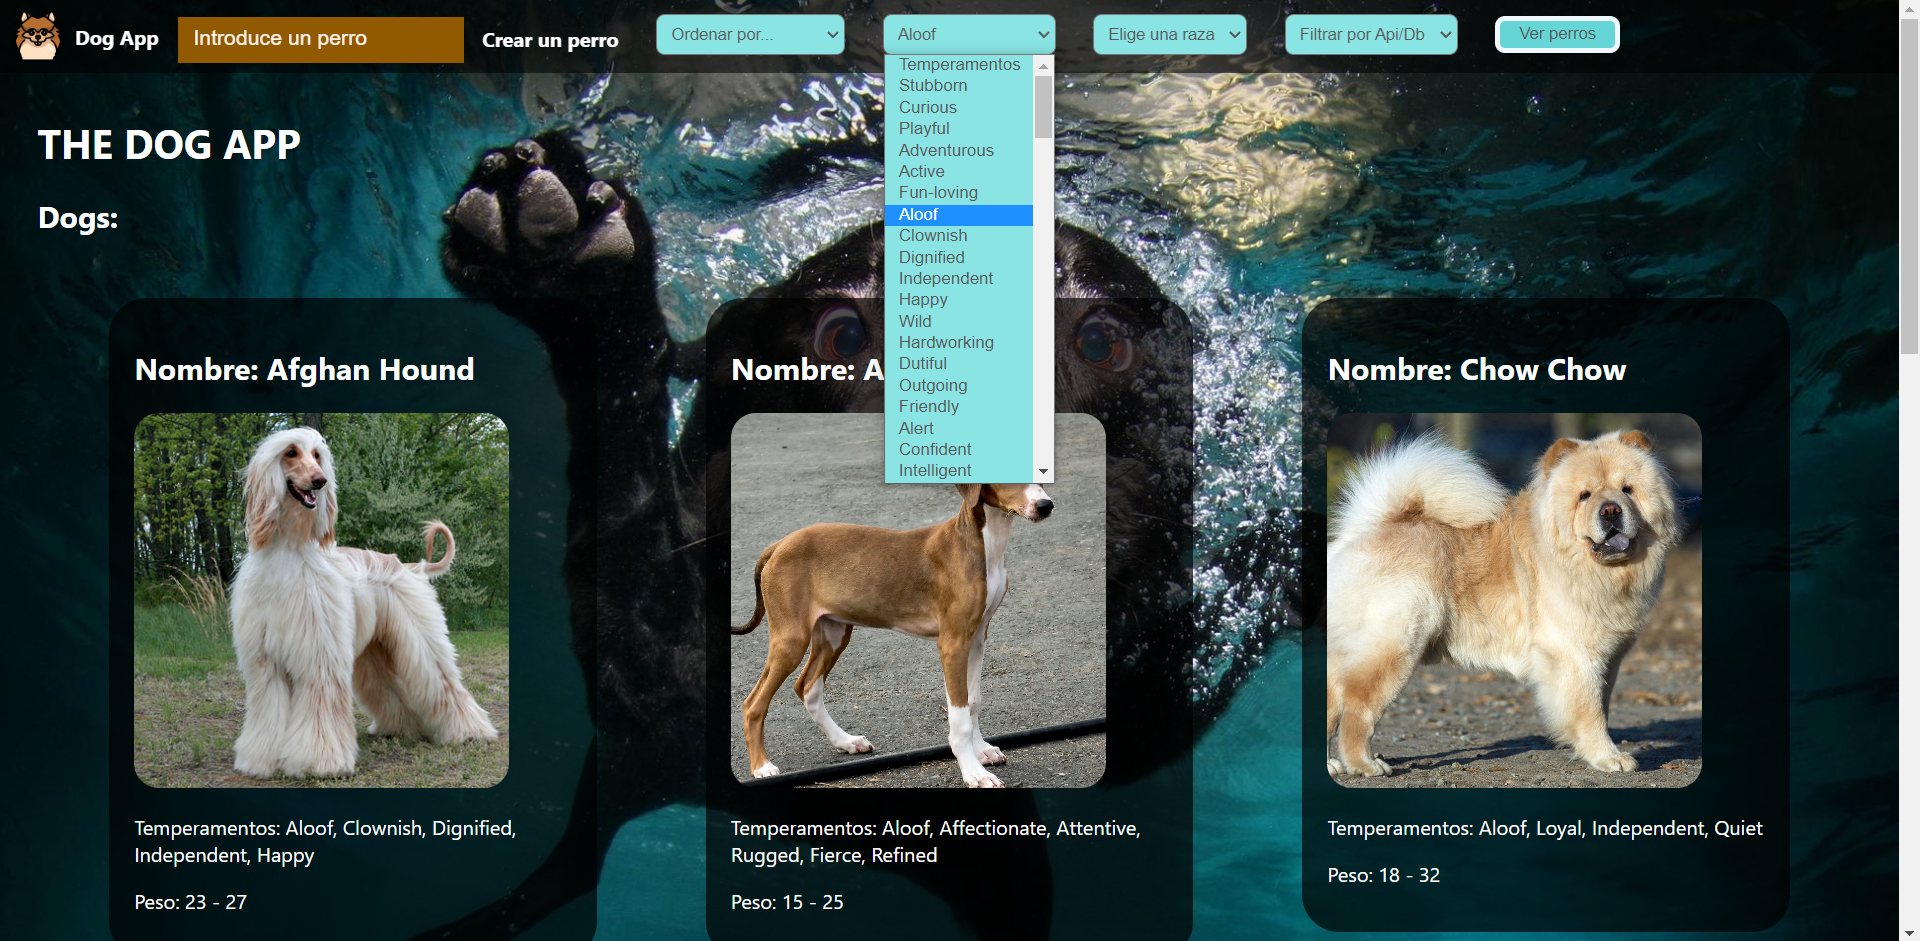 Dog App
Introduce un perro
Crear un perro
Ordenar por...
Aloof
Elige una raza
Filtrar por Api/Db
Ver perros
Temperamentos
Stubborn
Curious
Playful
Adventurous
Active
Fun-loving
Aloof
Clownish
Dignified
Independent
Happy
Wild
Hardworking
Dutiful
Outgoing
Friendly
Alert
Confident
Intelligent
THE DOG APP
Dogs:
Nombre: Afghan Hound
Temperamentos: Aloof, Clownish, Dignified,
Independent, Happy
Peso: 23 - 27
Nombre: A
Temperamentos: Aloof, Affectionate, Attentive,
Rugged, Fierce, Refined
Peso: 15 - 25
Nombre: Chow Chow
Temperamentos: Aloof, Loyal, Independent, Quiet
Peso: 18 - 32